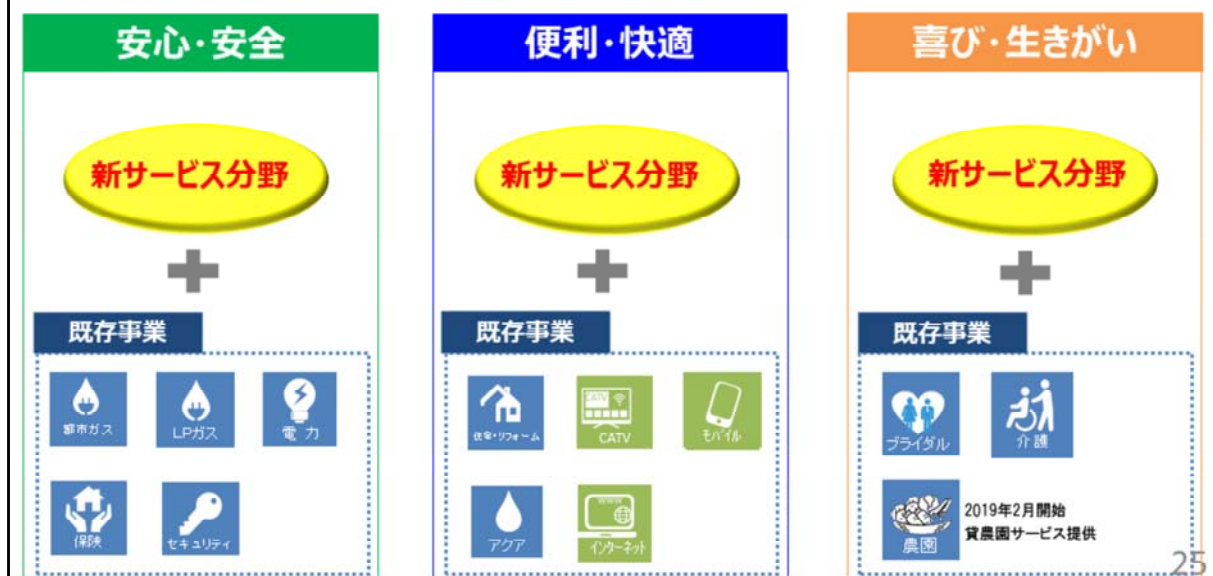 安心・安全
新サービス分野
既存事業
都市ガス
LPガス
電力
保険
セキュリティ
便利・快適
新サービス分野
既存事業
住宅・リフォーム
CATV
CATV
モバイル
アクア
www
インターネット
喜び・生きがい
新サービス分野
既存事業
ブライダル
介護
農園
2019年2月開始
貸農園サービス提供
25